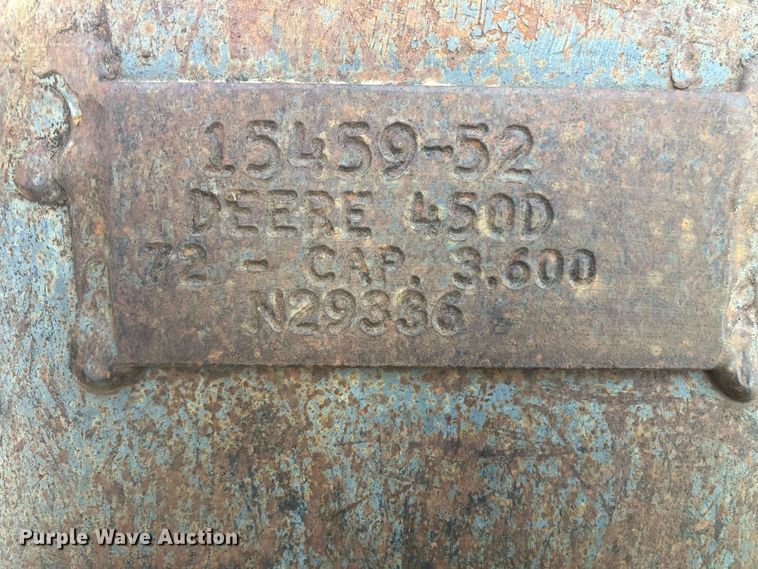 15459-52
DEERE 450D
72 - CAP. 3.600
N29336
Purple Wave Auction